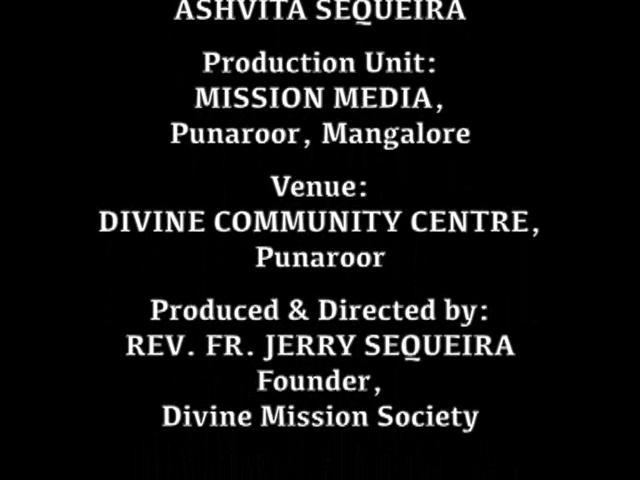 ASHVITA SEQUEIRA
Production Unit:
MISSION MEDIA,
Punaroor, Mangalore
Venue:
DIVINE COMMUNITY CENTRE,
Punaroor
Produced & Directed by:
REV. FR. JERRY SEQUEIRA
Founder,
Divine Mission Society